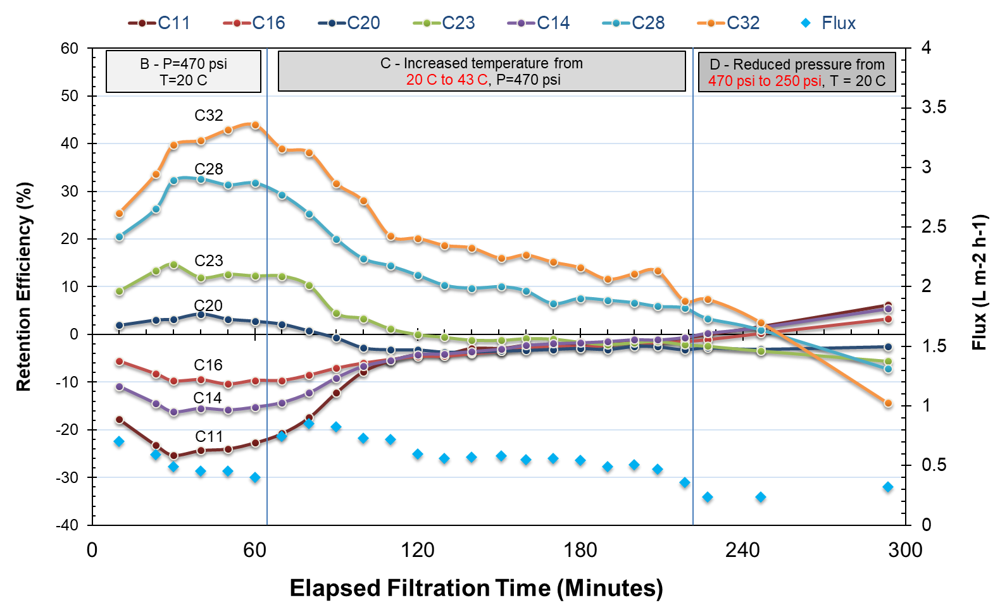 C11 C16 C20 C23 C14 C28 C32 Flux
B - P=470 psi
T=20 C
C - Increased temperature from
20 C to 43 C, P=470 psi
D - Reduced pressure from
470 psi to 250 psi, T = 20 C
60
50
40
30
20
10
0
-10
-20
-30
-40
Retention Efficiency (%)
C32
C28
C23
C20
C16
C14
C11
4
3.5
3
2.5
2
1.5
1
0.5
0
Flux (L m-2 h-1)
0 60 120 180 240 300
Elapsed Filtration Time (Minutes)